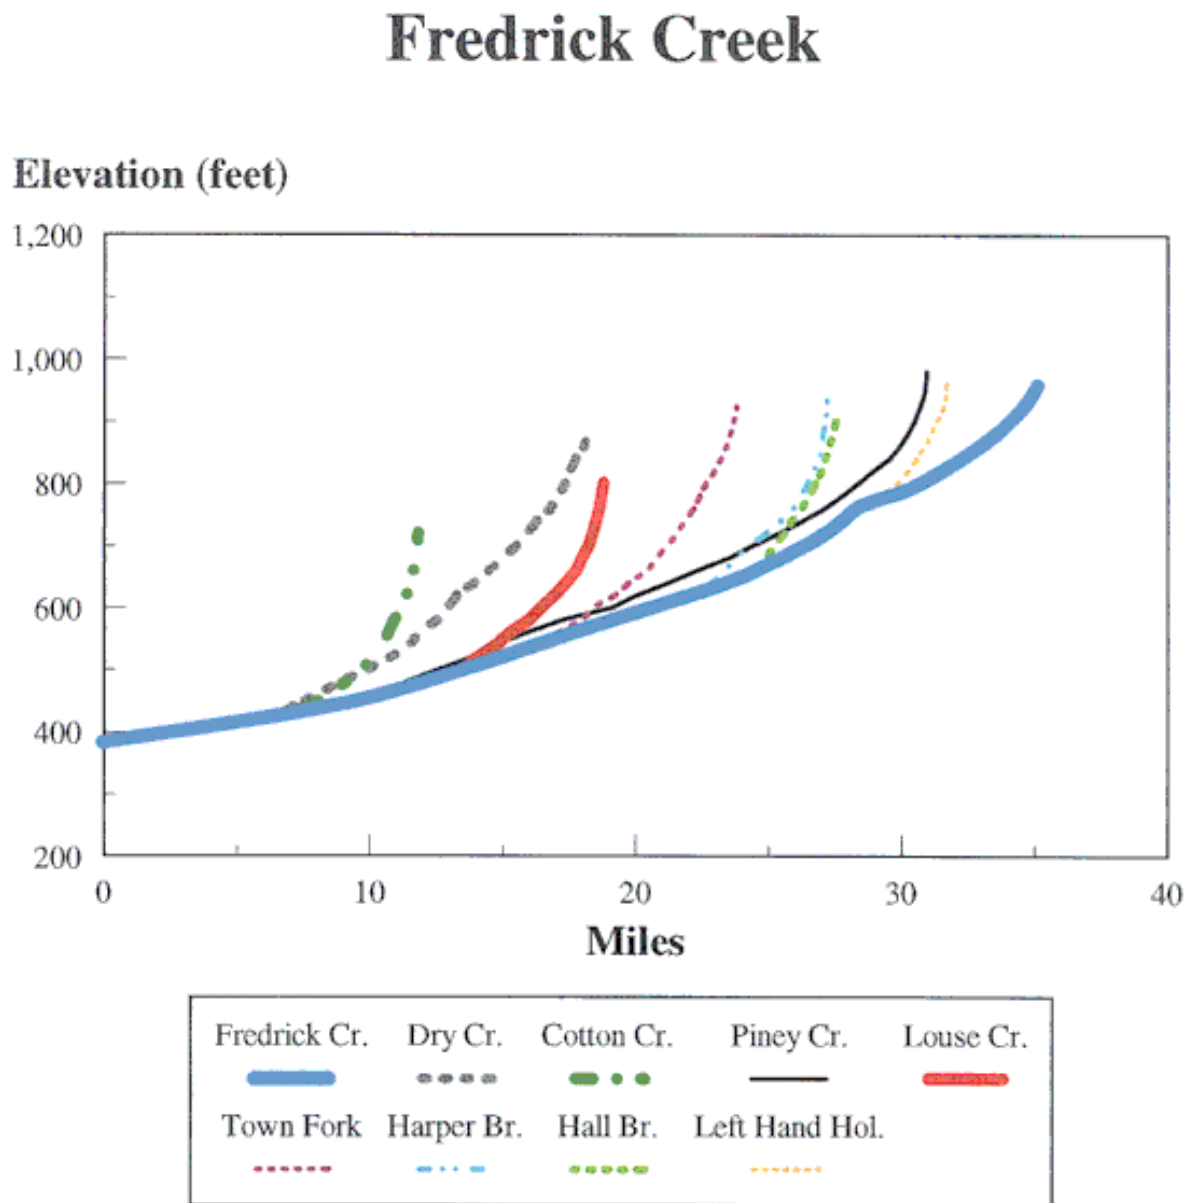 Fredrick Creek
Elevation (feet)
1,200
1,000
800
600
400
200
0 10 20 30 40
Miles
Fredrick Cr. Dry Cr. Cotton Cr. Piney Cr. Louse Cr.
Town Fork Harper Br. Hall Br. Left Hand Hol.